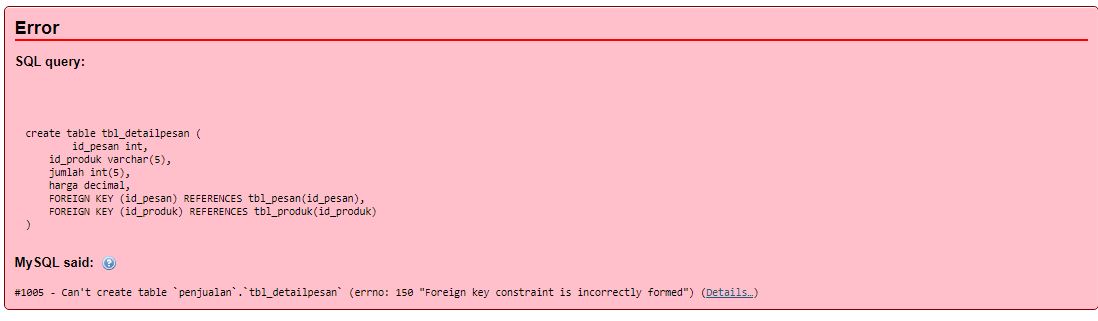 Error
SQL query:
create table tbl_detailpesan (
id_pesan int,
id_produk varchar(5),
jumlah int(5),
harga decimal,
FOREIGN KEY (id_pesan) REFERENCES tbl_pesan(id_pesan),
FOREIGN KEY (id_produk) REFERENCES tbl_produk(id_produk)
)
MySQL said:
#1005 - Can't create table `penjualan`.`tbl_detailpesan` (errno: 150 "Foreign key constraint is incorrectly formed") (Details…)